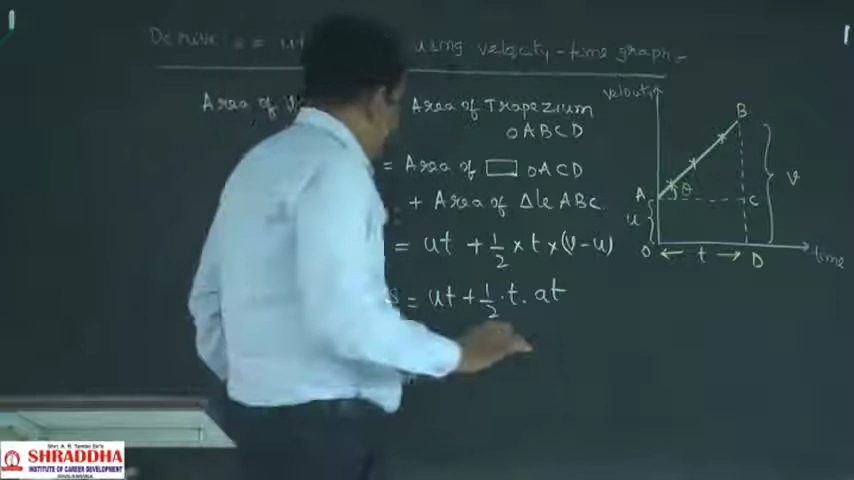 Derive s = ut using velocity - time graph -
Area of Area of Trapezium
OABCD
= Area of □ OACD
+ Area of Δle ABC.
= ut + 1/2 × t × (v - u)
s = ut + 1/2 . t . at
velocity
B
A
θ
C
v
u
O
t
D
time
Shri. A. R. Tambe Sir's
SHRADDHA
INSTITUTE OF CAREER DEVELOPMENT